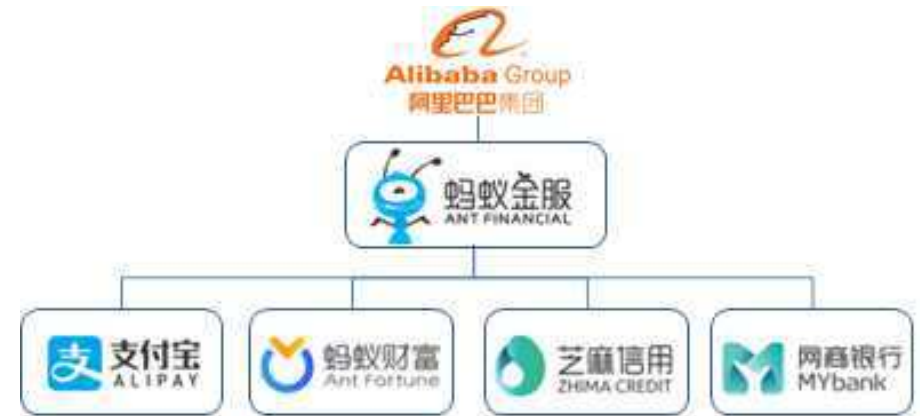 Alibaba Group
阿里巴巴集团
蚂蚁金服
ANT FINANCIAL
支付宝
ALIPAY
蚂蚁财富
Ant Fortune
芝麻信用
ZHIMA CREDIT
网商银行
MYbank